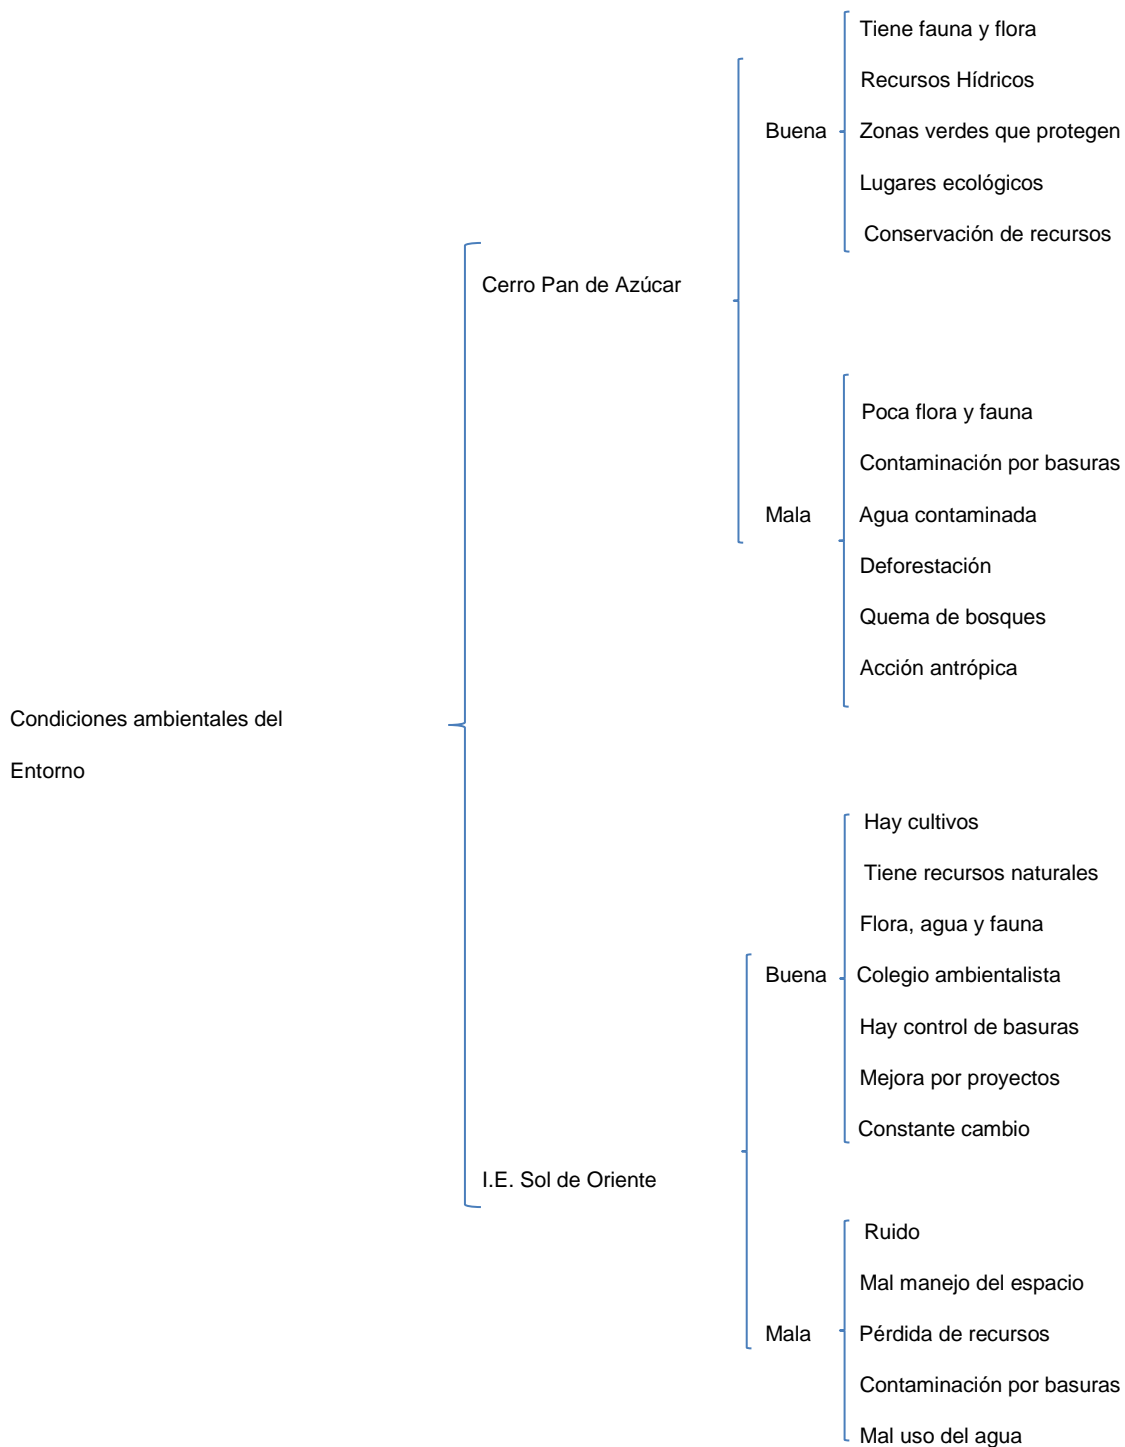 Tiene fauna y flora
Recursos Hídricos
Buena
Zonas verdes que protegen
Lugares ecológicos
Conservación de recursos
Cerro Pan de Azúcar
Poca flora y fauna
Contaminación por basuras
Mala
Agua contaminada
Deforestación
Quema de bosques
Acción antrópica
Condiciones ambientales del
Entorno
Hay cultivos
Tiene recursos naturales
Flora, agua y fauna
Buena
Colegio ambientalista
Hay control de basuras
Mejora por proyectos
Constante cambio
I.E. Sol de Oriente
Ruido
Mal manejo del espacio
Mala
Pérdida de recursos
Contaminación por basuras
Mal uso del agua